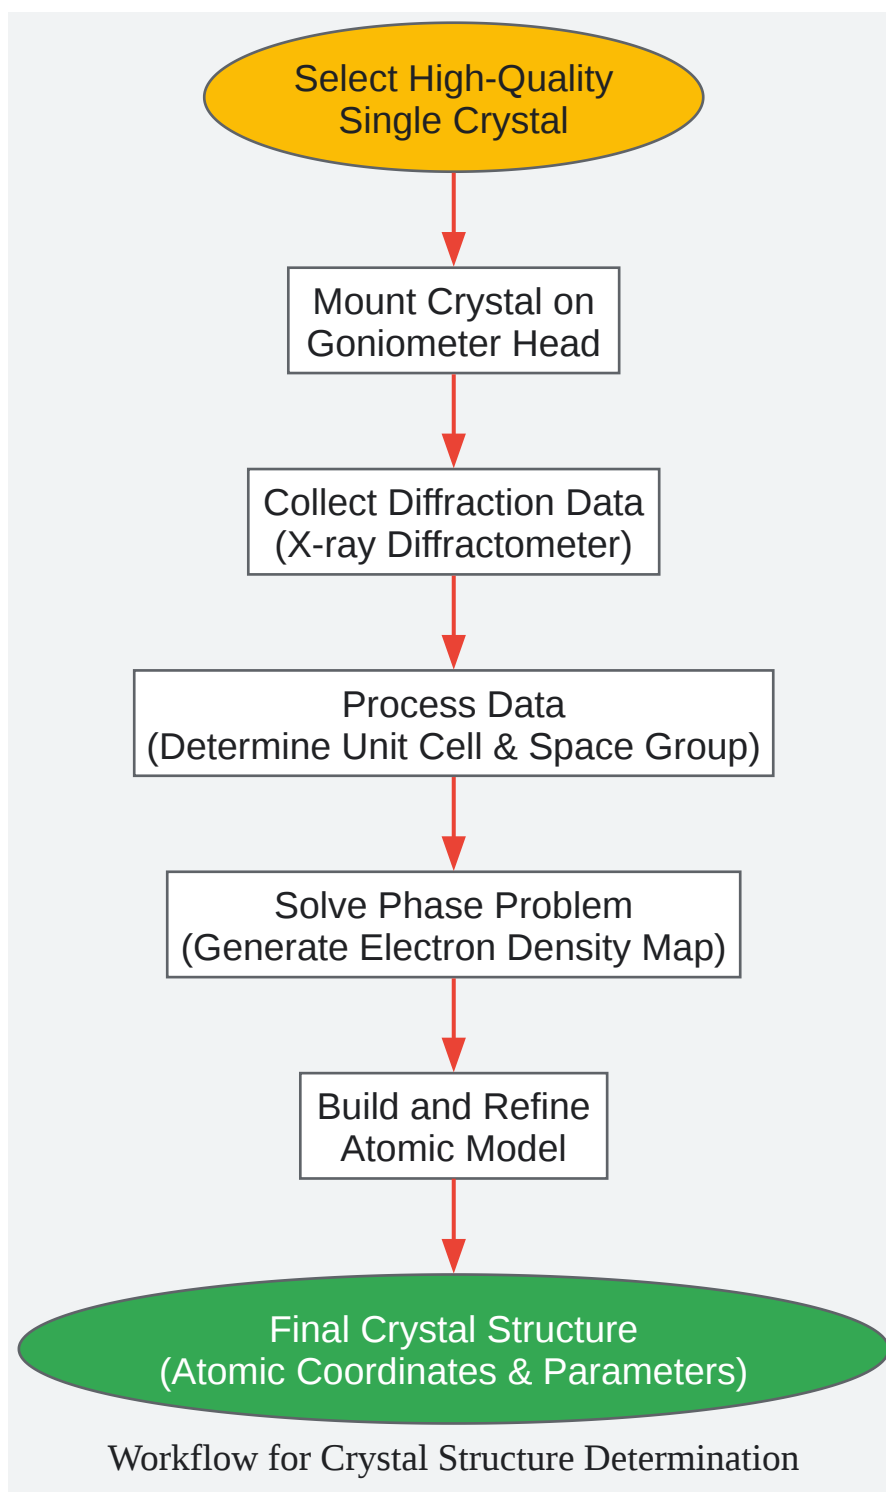 Select High-Quality
Single Crystal
Mount Crystal on
Goniometer Head
Collect Diffraction Data
(X-ray Diffractometer)
Process Data
(Determine Unit Cell & Space Group)
Solve Phase Problem
(Generate Electron Density Map)
Build and Refine
Atomic Model
Final Crystal Structure
(Atomic Coordinates & Parameters)
Workflow for Crystal Structure Determination